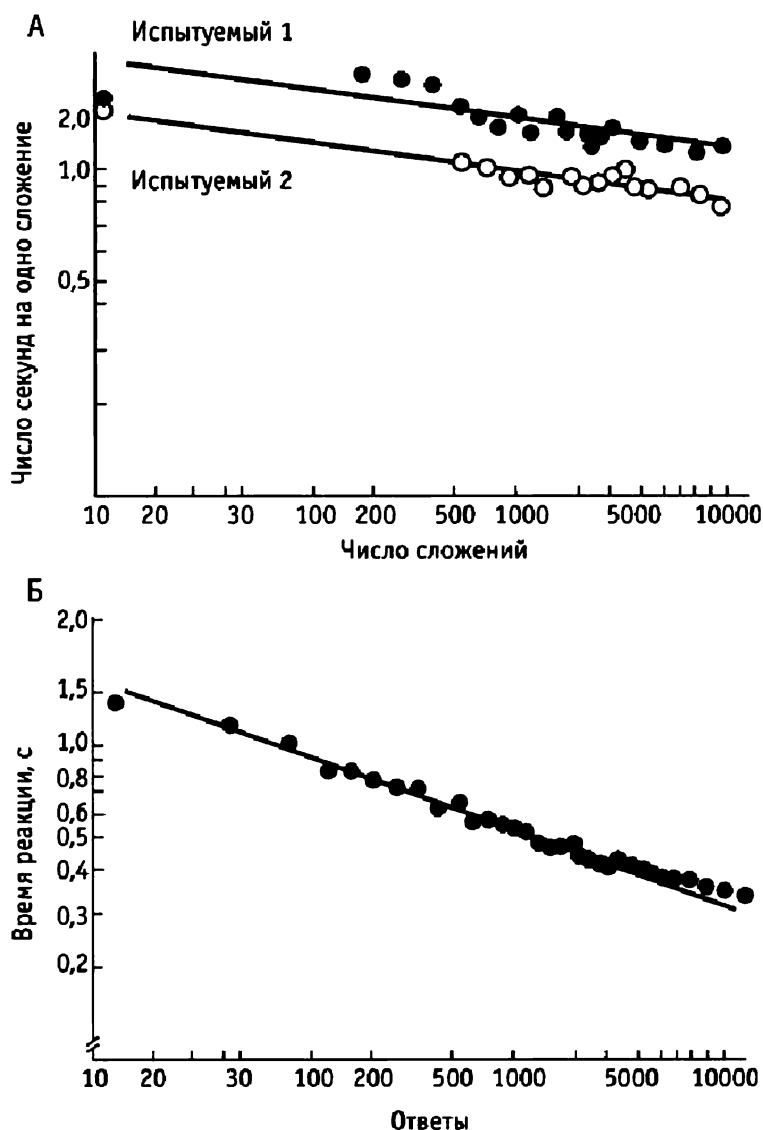 А
Испытуемый 1
2.0
1.0
Испытуемый 2
0,5
Число секунд на одно сложение
10 20 30 100 200 500 1000 5000 10000
Число сложений
Б
2,0
1,5
1,0
0,8
0,6
0,5
0,4
0,3
0,2
Время реакции, с
10 20 30 100 200 500 1000 5000 10000
Ответы